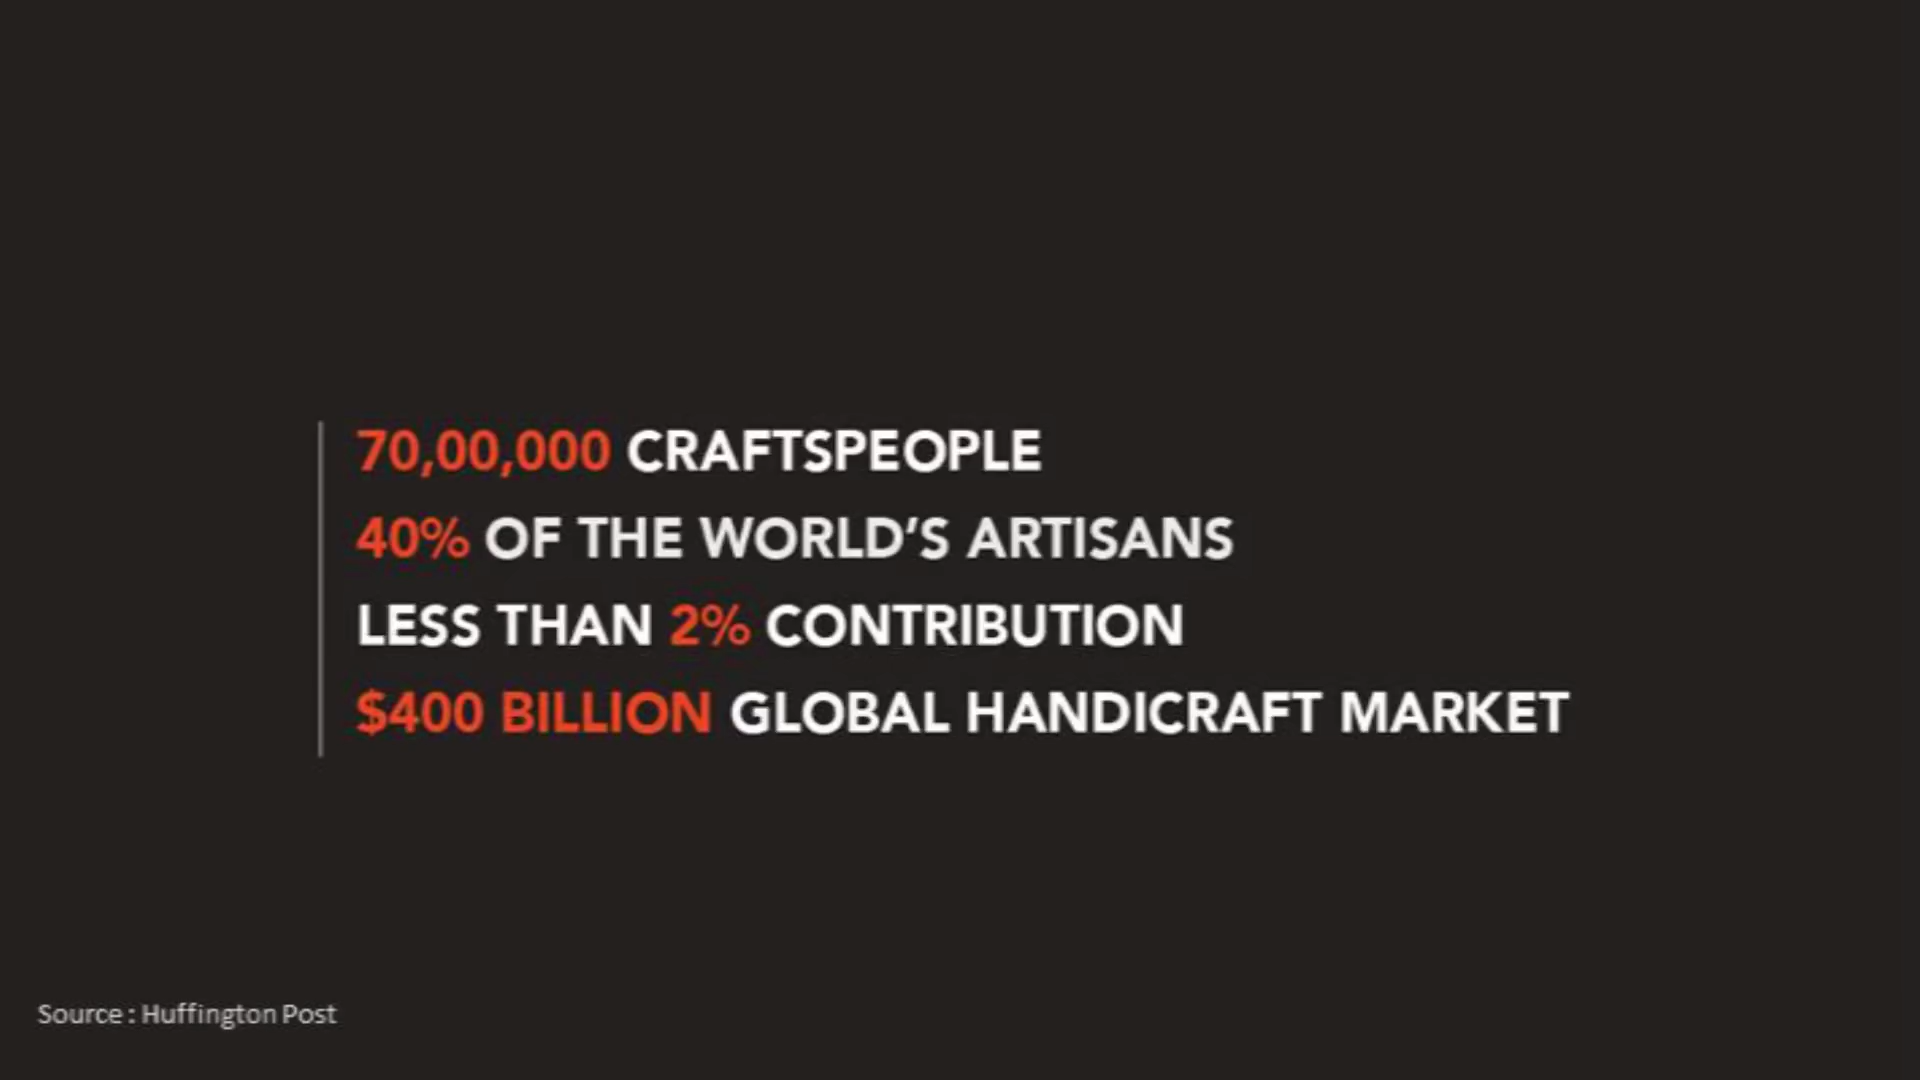 70,00,000 CRAFTSPEOPLE
40% OF THE WORLD’S ARTISANS
LESS THAN 2% CONTRIBUTION
$400 BILLION GLOBAL HANDICRAFT MARKET
Source : Huffington Post